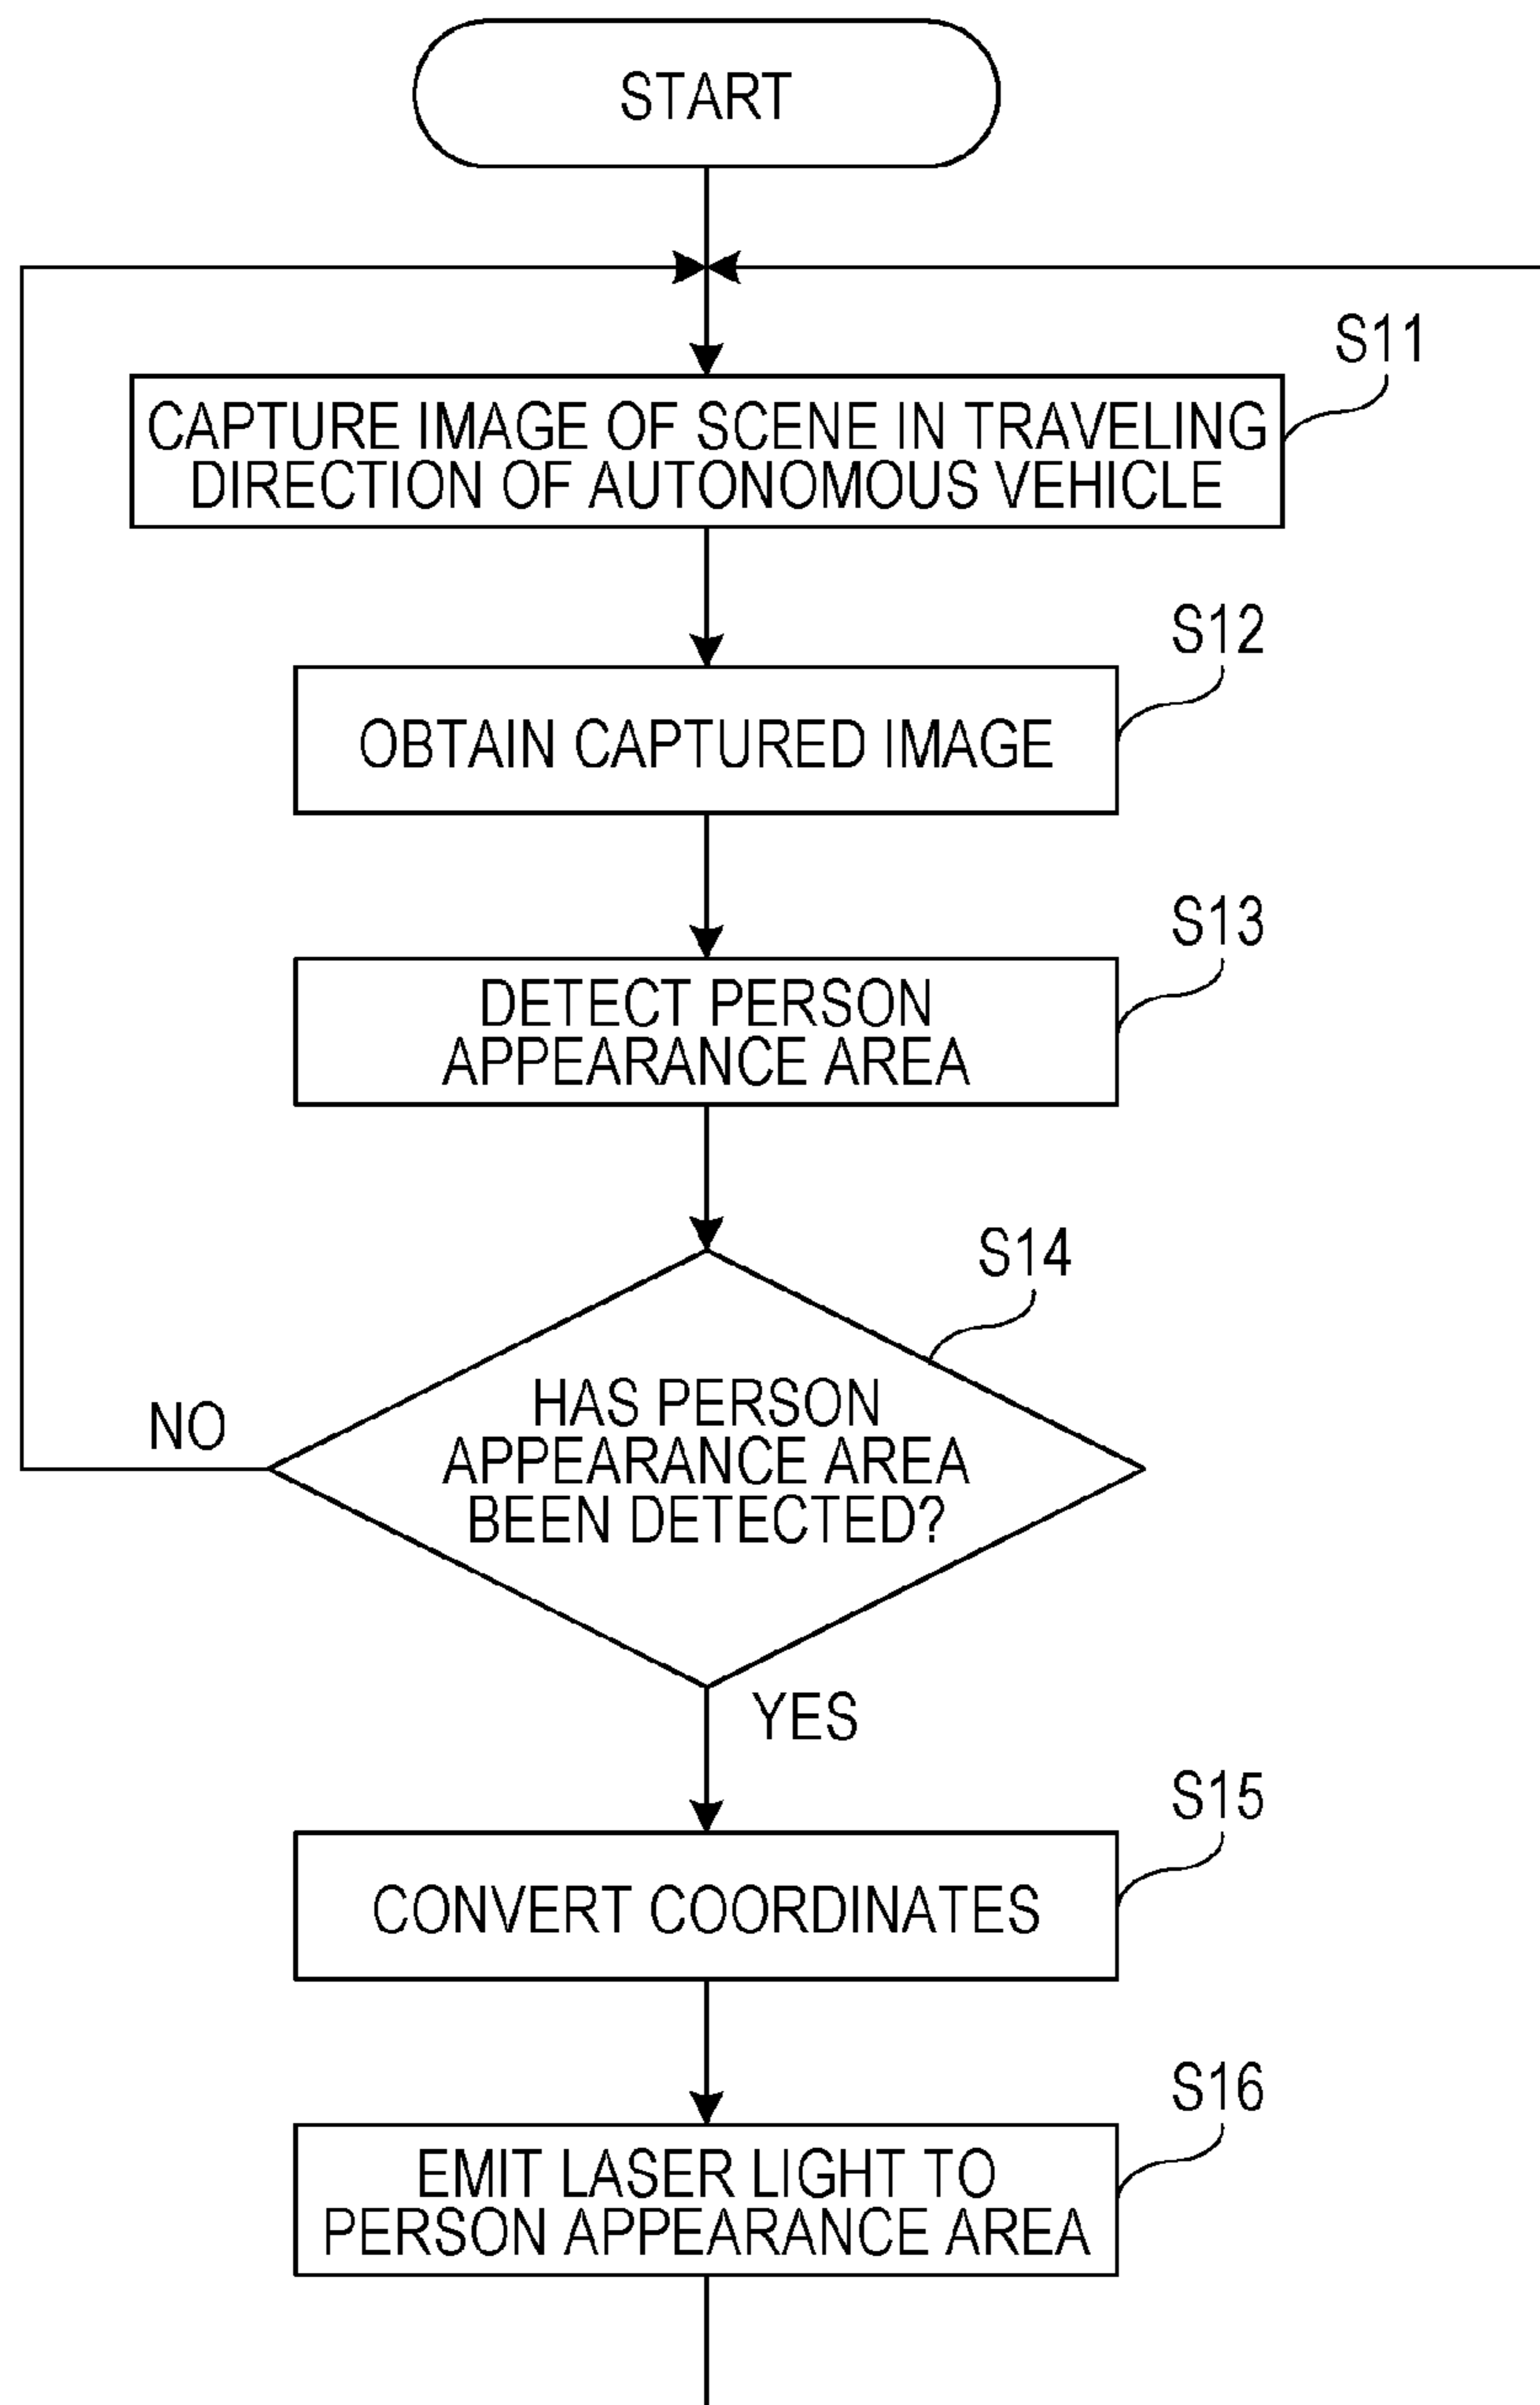 START
S11
CAPTURE IMAGE OF SCENE IN TRAVELING
DIRECTION OF AUTONOMOUS VEHICLE
S12
OBTAIN CAPTURED IMAGE
S13
DETECT PERSON
APPEARANCE AREA
S14
HAS PERSON
APPEARANCE AREA
BEEN DETECTED?
NO
YES
S15
CONVERT COORDINATES
S16
EMIT LASER LIGHT TO
PERSON APPEARANCE AREA